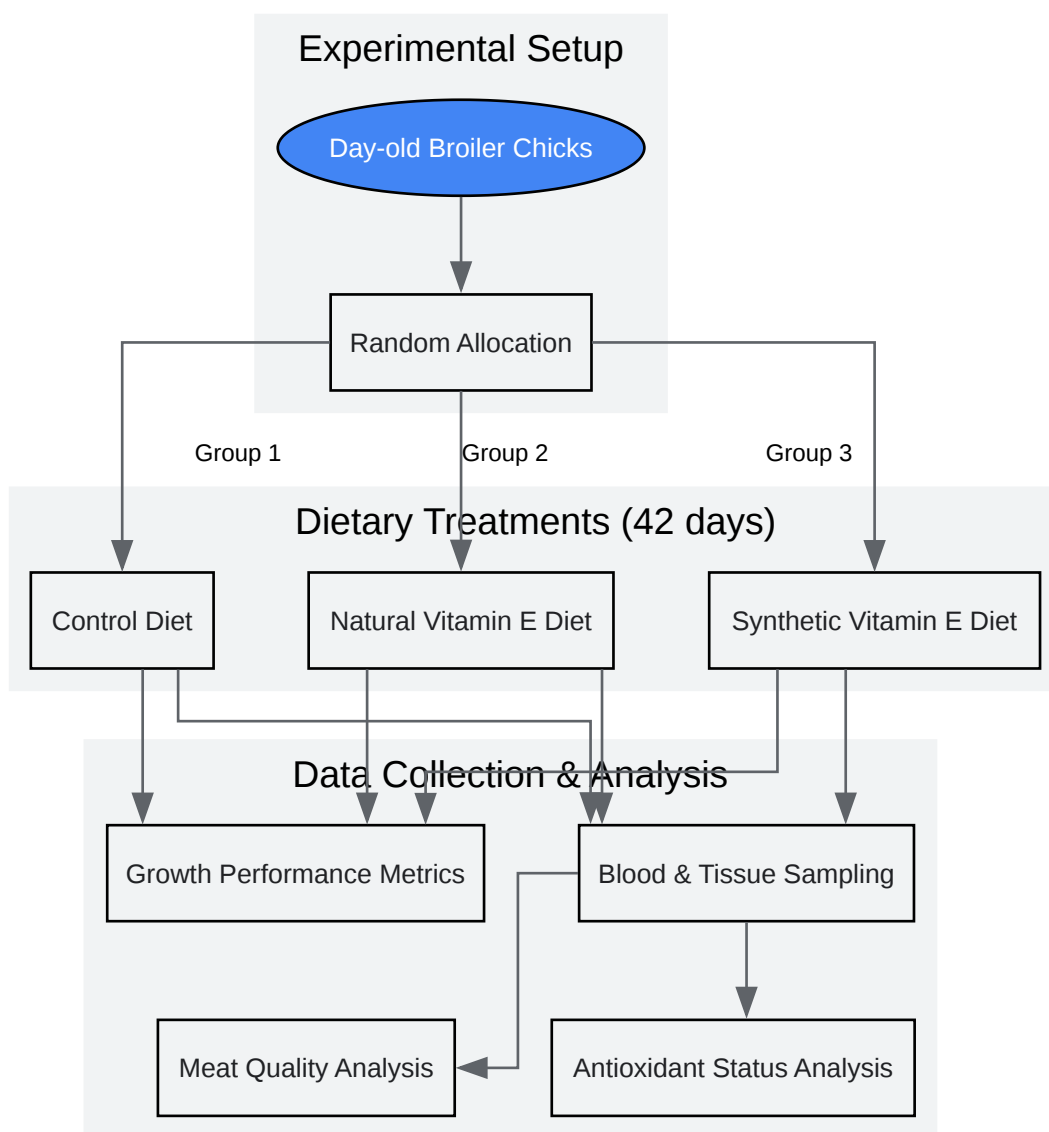 Experimental Setup
Day-old Broiler Chicks
Random Allocation
Group 1
Group 2
Group 3
Dietary Treatments (42 days)
Control Diet
Natural Vitamin E Diet
Synthetic Vitamin E Diet
Data Collection & Analysis
Growth Performance Metrics
Blood & Tissue Sampling
Meat Quality Analysis
Antioxidant Status Analysis